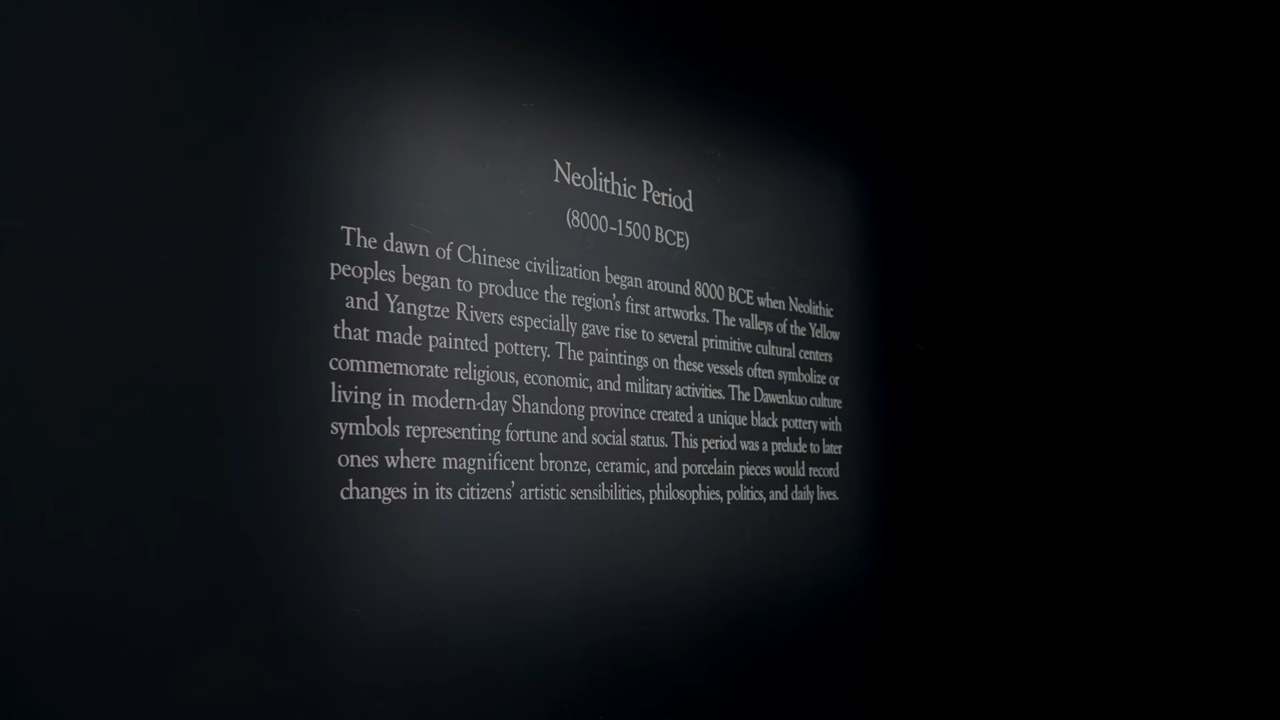 Neolithic Period
(8000–1500 BCE)
The dawn of Chinese civilization began around 8000 BCE when Neolithic
peoples began to produce the region's first artworks. The valleys of the Yellow
and Yangtze Rivers especially gave rise to several primitive cultural centers
that made painted pottery. The paintings on these vessels often symbolize or
commemorate religious, economic, and military activities. The Dawenkuo culture
living in modern-day Shandong province created a unique black pottery with
symbols representing fortune and social status. This period was a prelude to later
ones where magnificent bronze, ceramic, and porcelain pieces would record
changes in its citizens' artistic sensibilities, philosophies, politics, and daily lives.